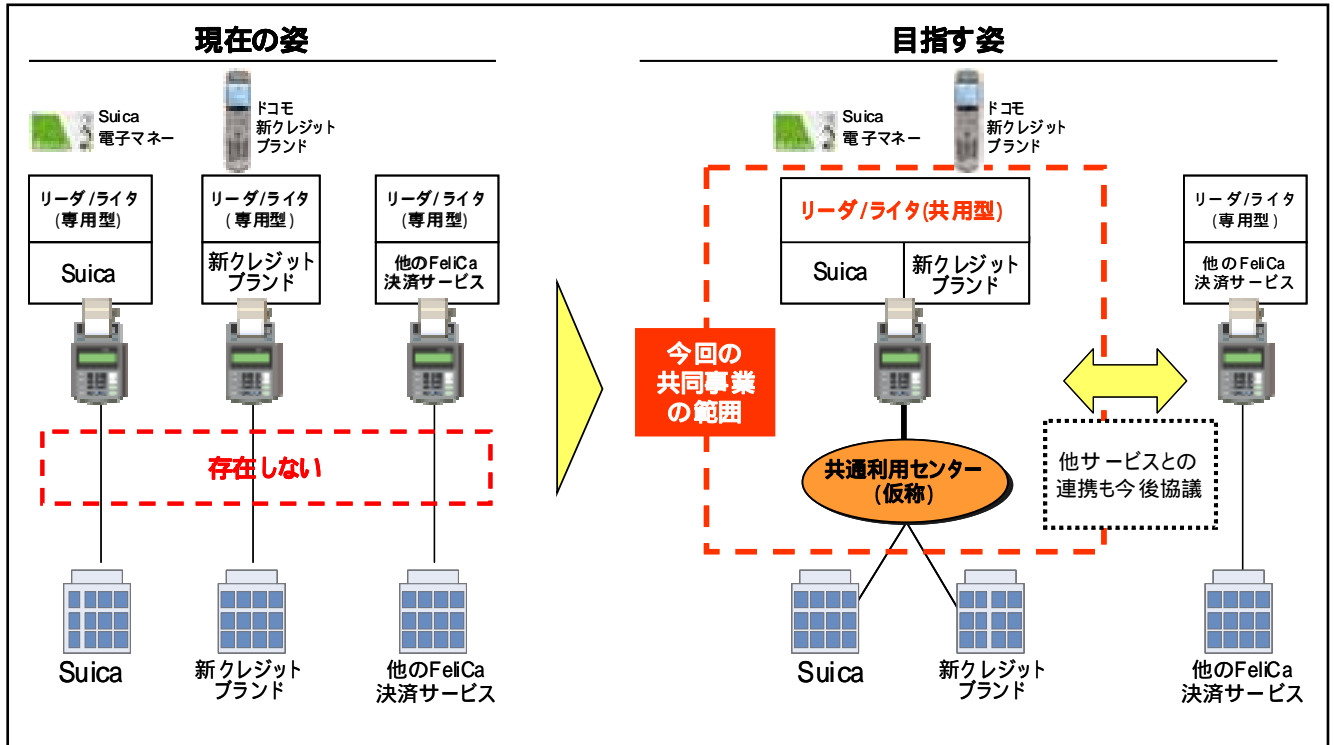 現在の姿
Suica
電子マネー
ドコモ
新クレジット
ブランド
リーダ/ライタ
(専用型)
リーダ/ライタ
(専用型)
リーダ/ライタ
(専用型)
Suica
新クレジット
ブランド
他のFeliCa
決済サービス
存在しない
Suica
新クレジット
ブランド
他のFeliCa
決済サービス
目指す姿
Suica
電子マネー
ドコモ
新クレジット
ブランド
リーダ/ライタ(共用型)
Suica
新クレジット
ブランド
リーダ/ライタ
(専用型)
他のFeliCa
決済サービス
今回の
共同事業
の範囲
共通利用センター
(仮称)
他サービスとの
連携も今後協議
Suica
新クレジット
ブランド
他のFeliCa
決済サービス